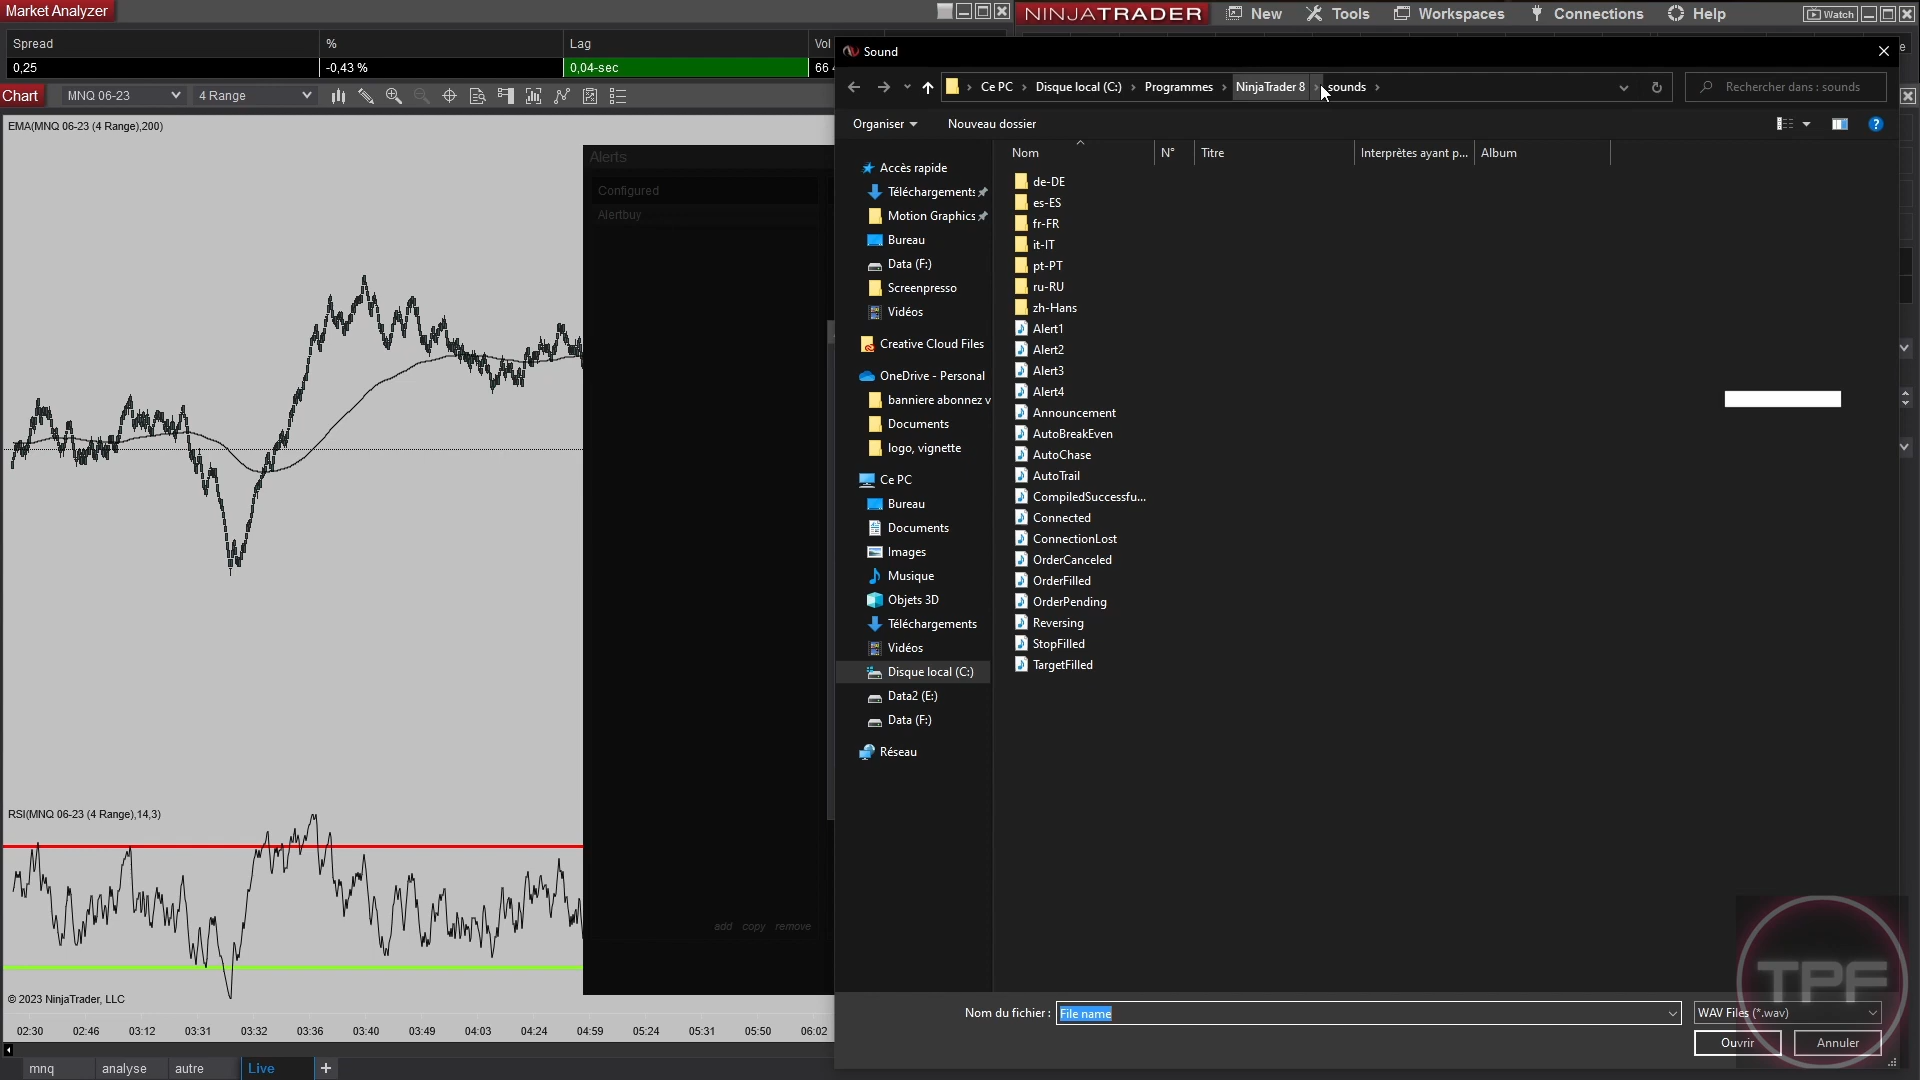 Market Analyzer
Spread % Lag Vol
0,25 -0,43 % 0,04-sec 66
Chart MNQ 06-23 4 Range
EMA(MNQ 06-23 (4 Range),200)
RSI(MNQ 06-23 (4 Range),14,3)
© 2023 NinjaTrader, LLC
02:30 02:46 03:12 03:31 03:32 03:36 03:40 03:49 04:03 04:24 04:59 05:24 05:31 05:50 06:02
mnq analyse autre Live +
Alerts
Configured
Alertbuy
add copy remove
NINJATRADER New Tools Workspaces Connections Help Watch
Sound
Ce PC Disque local (C:) Programmes NinjaTrader 8 sounds
Rechercher dans : sounds
Organiser Nouveau dossier
Nom N° Titre Interprètes ayant p... Album
Accès rapide
Téléchargements
Motion Graphics
Bureau
Data (F:)
Screenpresso
Vidéos
Creative Cloud Files
OneDrive - Personal
banniere abonnez v
Documents
logo, vignette
Ce PC
Bureau
Documents
Images
Musique
Objets 3D
Téléchargements
Vidéos
Disque local (C:)
Data2 (E:)
Data (F:)
Réseau
de-DE
es-ES
fr-FR
it-IT
pt-PT
ru-RU
zh-Hans
Alert1
Alert2
Alert3
Alert4
Announcement
AutoBreakEven
AutoChase
AutoTrail
CompiledSuccessfu...
Connected
ConnectionLost
OrderCanceled
OrderFilled
OrderPending
Reversing
StopFilled
TargetFilled
Nom du fichier : File name WAV Files (*.wav)
Ouvrir Annuler
TPF